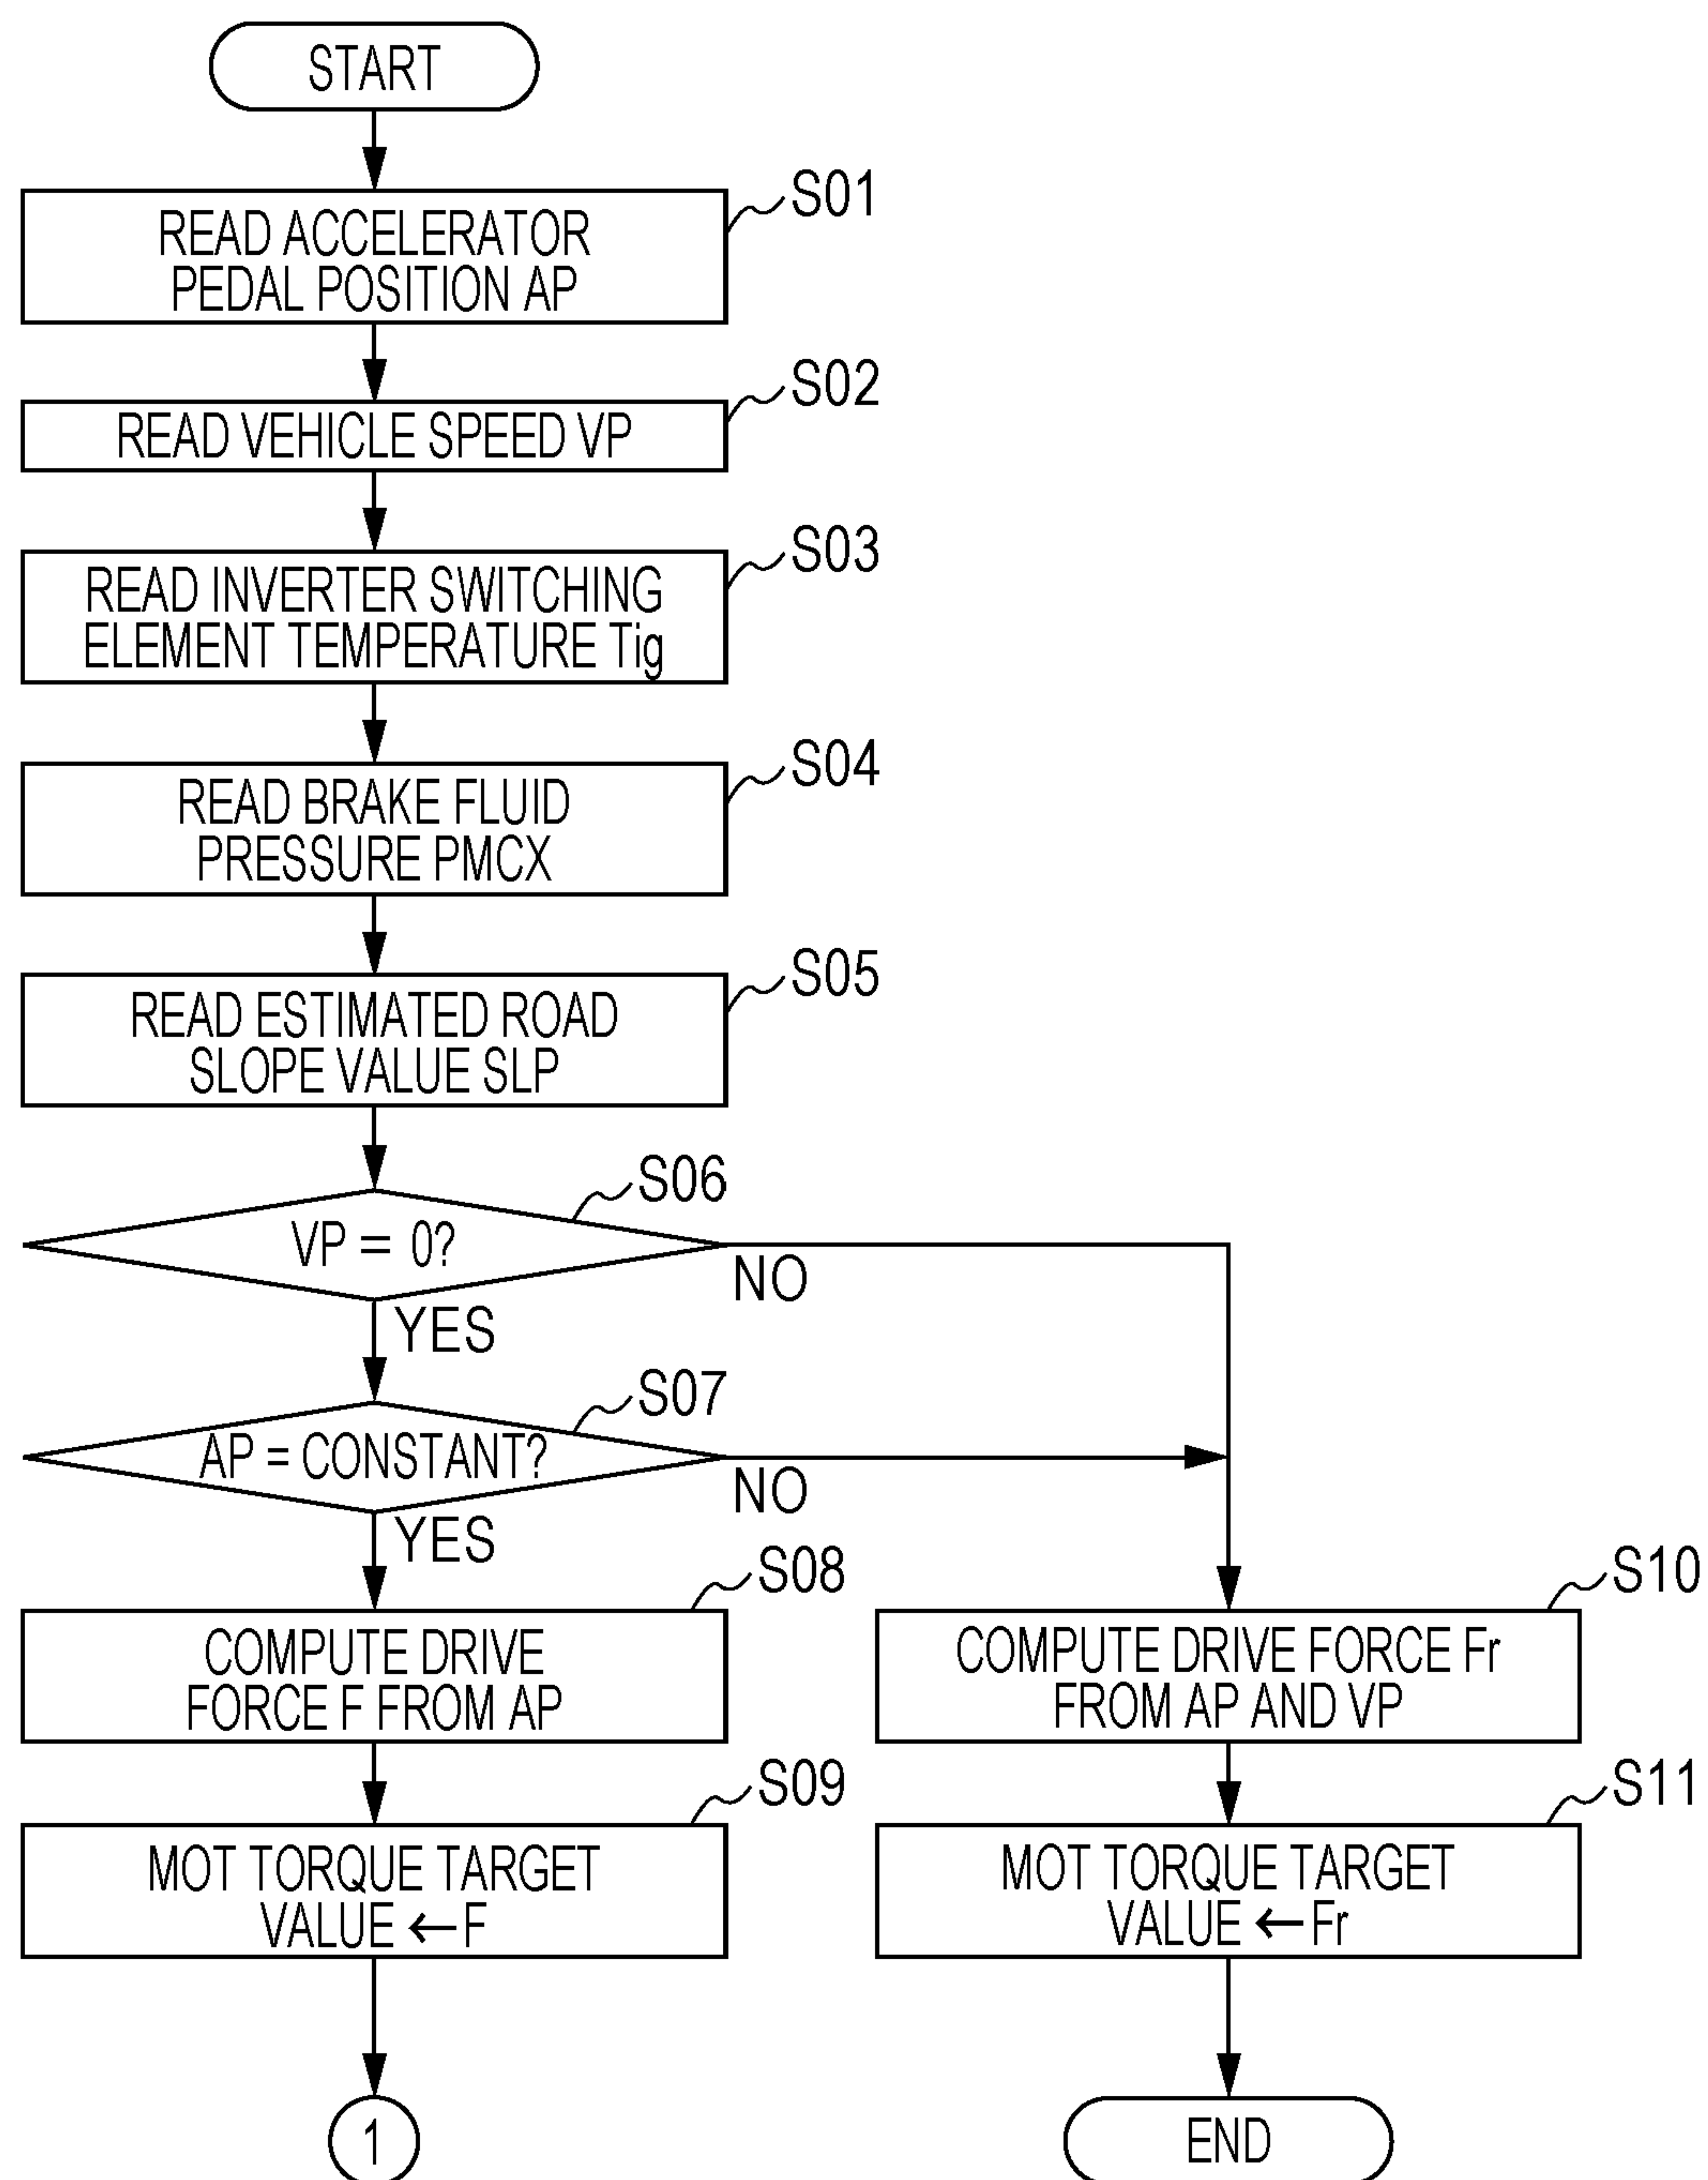 START
S01
READ ACCELERATOR
PEDAL POSITION AP
S02
READ VEHICLE SPEED VP
S03
READ INVERTER SWITCHING
ELEMENT TEMPERATURE Tig
S04
READ BRAKE FLUID
PRESSURE PMCX
S05
READ ESTIMATED ROAD
SLOPE VALUE SLP
S06
VP = 0?
NO
YES
S07
AP = CONSTANT?
NO
YES
S08
COMPUTE DRIVE
FORCE F FROM AP
S10
COMPUTE DRIVE FORCE Fr
FROM AP AND VP
S09
MOT TORQUE TARGET
VALUE ← F
S11
MOT TORQUE TARGET
VALUE ← Fr
1
END